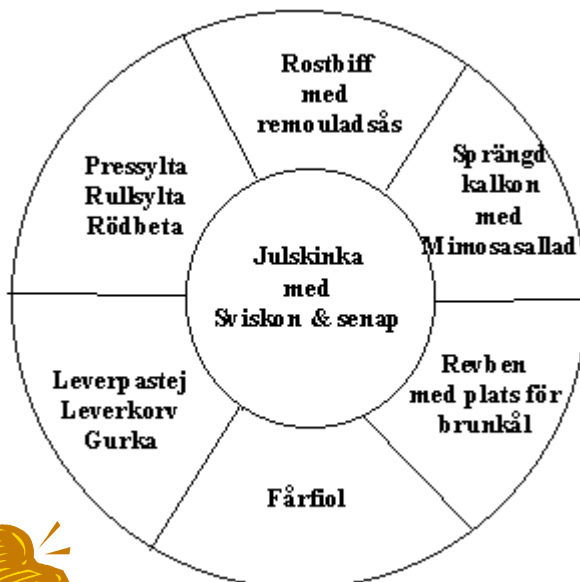 Rostbiff
med
remouladsås
Sprängd
kalkon
med
Mimosasallad
Pressylta
Rullsylta
Rödbeta
Julskinka
med
Sviskon & senap
Leverpastej
Leverkorv
Gurka
Revben
med plats för
brunkål
Fårfiol